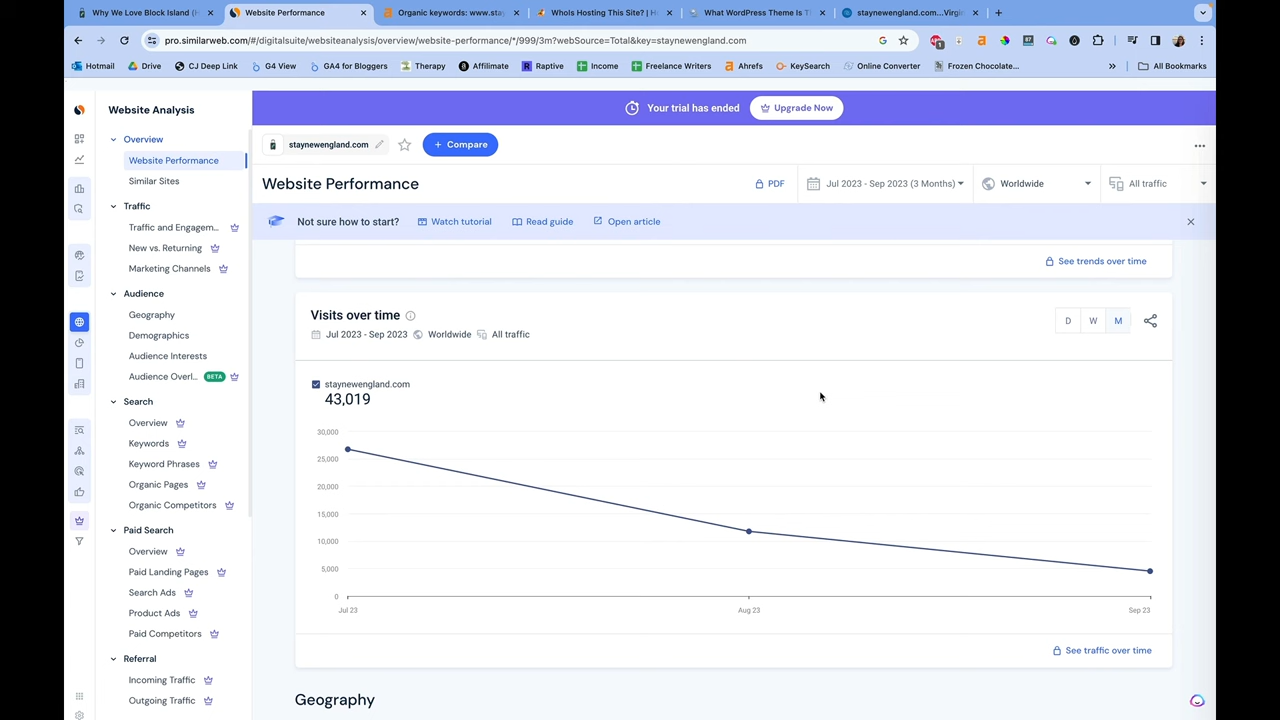 Why We Love Block Island (H
Website Performance
Organic keywords: www.stay
WhoIs Hosting This Site? | Ho
What WordPress Theme Is T
staynewengland.com...Virgin
pro.similarweb.com/#/digitalsuite/websiteanalysis/overview/website-performance/*/999/3m?webSource=Total&key=staynewengland.com
Hotmail Drive CJ Deep Link G4 View GA4 for Bloggers Therapy Affilimate Raptive Income Freelance Writers Ahrefs KeySearch Online Converter Frozen Chocolate... » All Bookmarks
Website Analysis
Overview
Website Performance
Similar Sites
Traffic
Traffic and Engagem...
New vs. Returning
Marketing Channels
Audience
Geography
Demographics
Audience Interests
Audience Overl... BETA
Search
Overview
Keywords
Keyword Phrases
Organic Pages
Organic Competitors
Paid Search
Overview
Paid Landing Pages
Search Ads
Product Ads
Paid Competitors
Referral
Incoming Traffic
Outgoing Traffic
Your trial has ended Upgrade Now
staynewengland.com + Compare
Website Performance PDF Jul 2023 - Sep 2023 (3 Months) Worldwide All traffic
Not sure how to start? Watch tutorial Read guide Open article
See trends over time
Visits over time
Jul 2023 - Sep 2023 Worldwide All traffic
D W M
staynewengland.com
43,019
30,000
25,000
20,000
15,000
10,000
5,000
0
Jul 23 Aug 23 Sep 23
See traffic over time
Geography